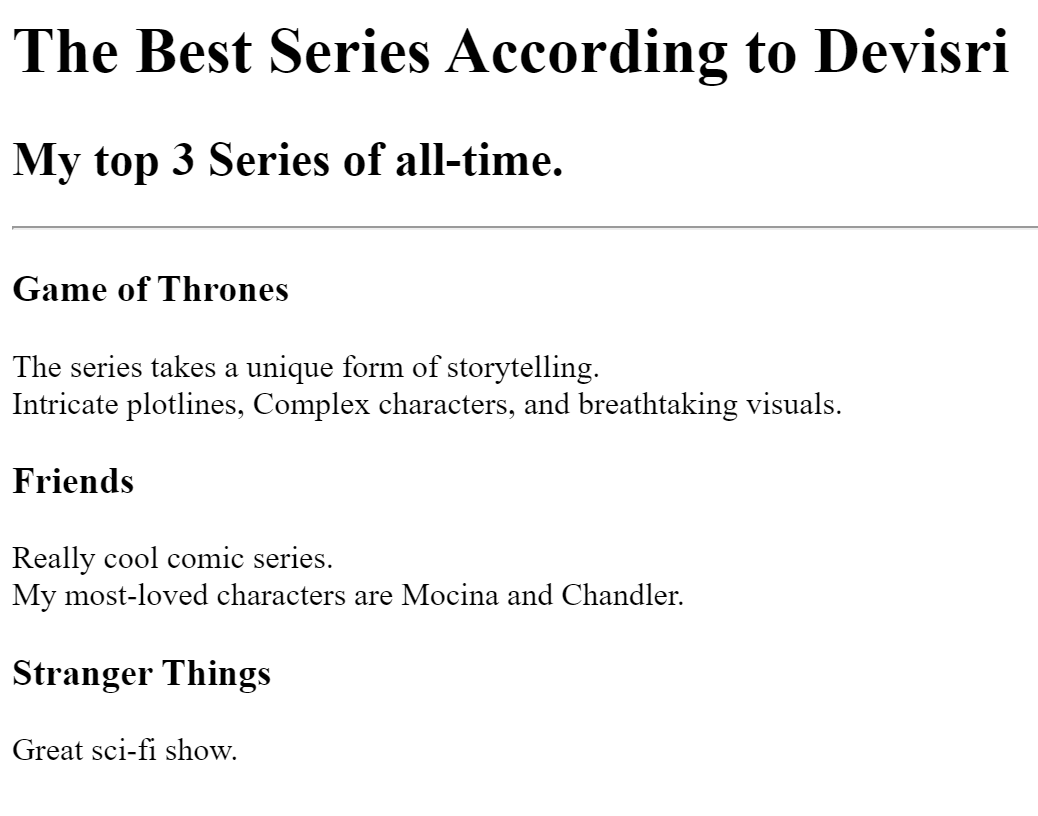 The Best Series According to Devisri
My top 3 Series of all-time.
Game of Thrones
The series takes a unique form of storytelling.
Intricate plotlines, Complex characters, and breathtaking visuals.
Friends
Really cool comic series.
My most-loved characters are Mocina and Chandler.
Stranger Things
Great sci-fi show.